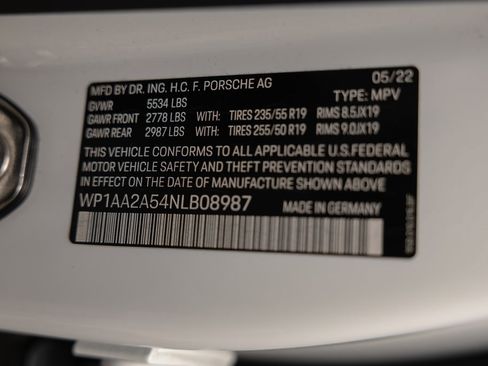 MFD BY DR. ING. H.C. F. PORSCHE AG 05/22
GVWR 5534 LBS TYPE: MPV
GAWR FRONT 2778 LBS WITH: TIRES 235/55 R19 RIMS 8.5JX19
GAWR REAR 2987 LBS WITH: TIRES 255/50 R19 RIMS 9.0JX19
THIS VEHICLE CONFORMS TO ALL APPLICABLE U.S.FEDERAL
MOTOR VEHICLE SAFETY AND THEFT PREVENTION STANDARDS
IN EFFECT ON THE DATE OF MANUFACTURE SHOWN ABOVE
WP1AA2A54NLB08987 MADE IN GERMANY